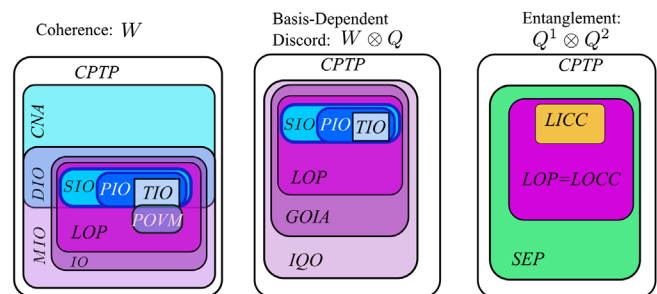 Coherence: W
CPTP
CNA
DIO
MIO
SIO
PIO
TIO
POVM
LOP
IO
Basis-Dependent
Discord: W ⊗ Q
CPTP
SIO
PIO
TIO
LOP
GOIA
IQO
Entanglement:
Q¹ ⊗ Q²
CPTP
LICC
LOP=LOCC
SEP